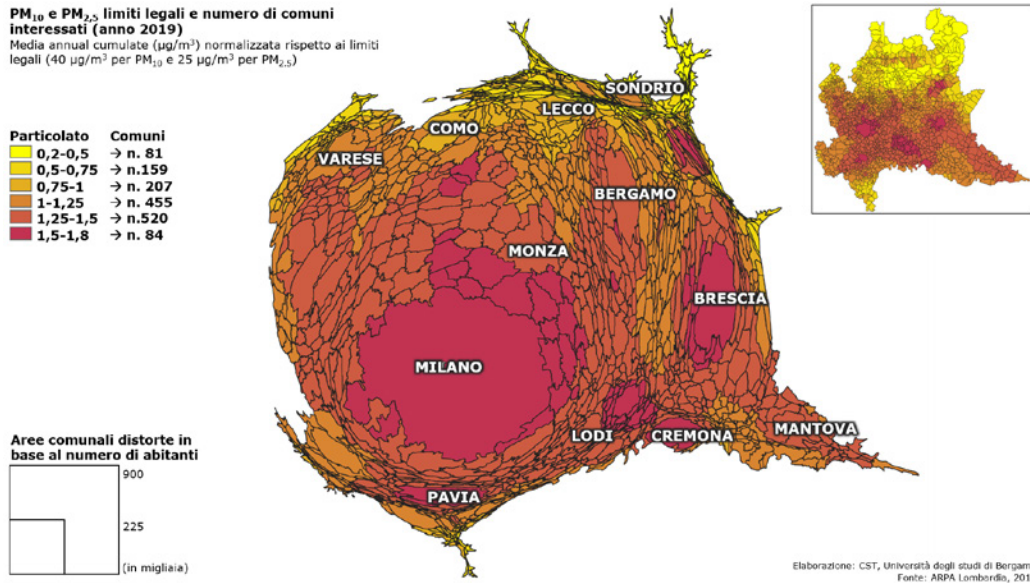 PM₁₀ e PM₂,₅ limiti legali e numero di comuni
interessati (anno 2019)
Media annual cumulate (µg/m³) normalizzata rispetto ai limiti
legali (40 µg/m³ per PM₁₀ e 25 µg/m³ per PM₂,₅)
Particolato Comuni
0,2-0,5 → n. 81
0,5-0,75 → n.159
0,75-1 → n. 207
1-1,25 → n. 455
1,25-1,5 → n.520
1,5-1,8 → n. 84
SONDRIO
LECCO
COMO
VARESE
BERGAMO
MONZA
BRESCIA
MILANO
LODI
CREMONA
MANTOVA
PAVIA
Aree comunali distorte in
base al numero di abitanti
900
225
(in migliaia)
Elaborazione: CST, Università degli studi di Bergam
Fonte: ARPA Lombardia, 201